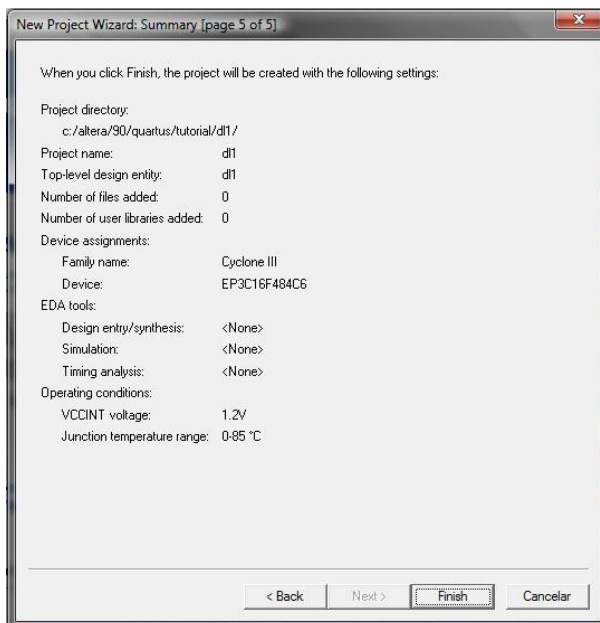 New Project Wizard: Summary [page 5 of 5]
When you click Finish, the project will be created with the following settings:
Project directory:
c:/altera/90/quartus/tutorial/dl1/
Project name: dl1
Top-level design entity: dl1
Number of files added: 0
Number of user libraries added: 0
Device assignments:
Family name: Cyclone III
Device: EP3C16F484C6
EDA tools:
Design entry/synthesis: <None>
Simulation: <None>
Timing analysis: <None>
Operating conditions:
VCCINT voltage: 1.2V
Junction temperature range: 0-85 °C
< Back Next > Finish Cancelar